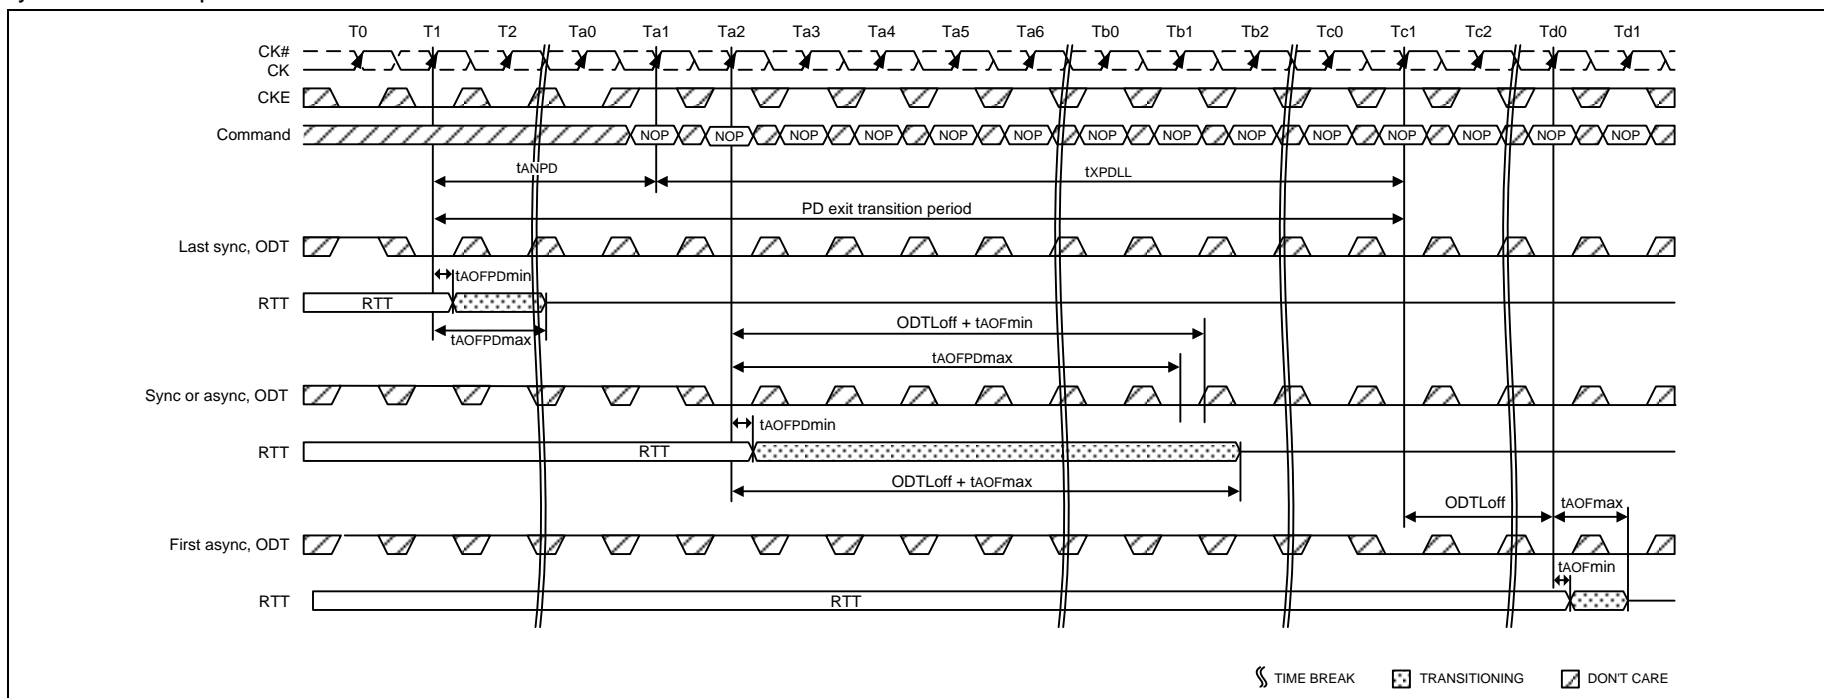 T0 T1 T2 Ta0 Ta1 Ta2 Ta3 Ta4 Ta5 Ta6 Tb0 Tb1 Tb2 Tc0 Tc1 Tc2 Td0 Td1
CK#
CK
CKE
Command NOP NOP NOP NOP NOP NOP NOP NOP NOP NOP NOP NOP NOP NOP
tANPD tXPDLL
PD exit transition period
Last sync, ODT
tAOFPDmin
RTT RTT
tAOFPDmax
ODTLoff + tAOFmin
tAOFPDmax
Sync or async, ODT
tAOFPDmin
RTT RTT
ODTLoff + tAOFmax
ODTLoff tAOFmax
First async, ODT
tAOFmin
RTT RTT
TIME BREAK TRANSITIONING DON'T CARE